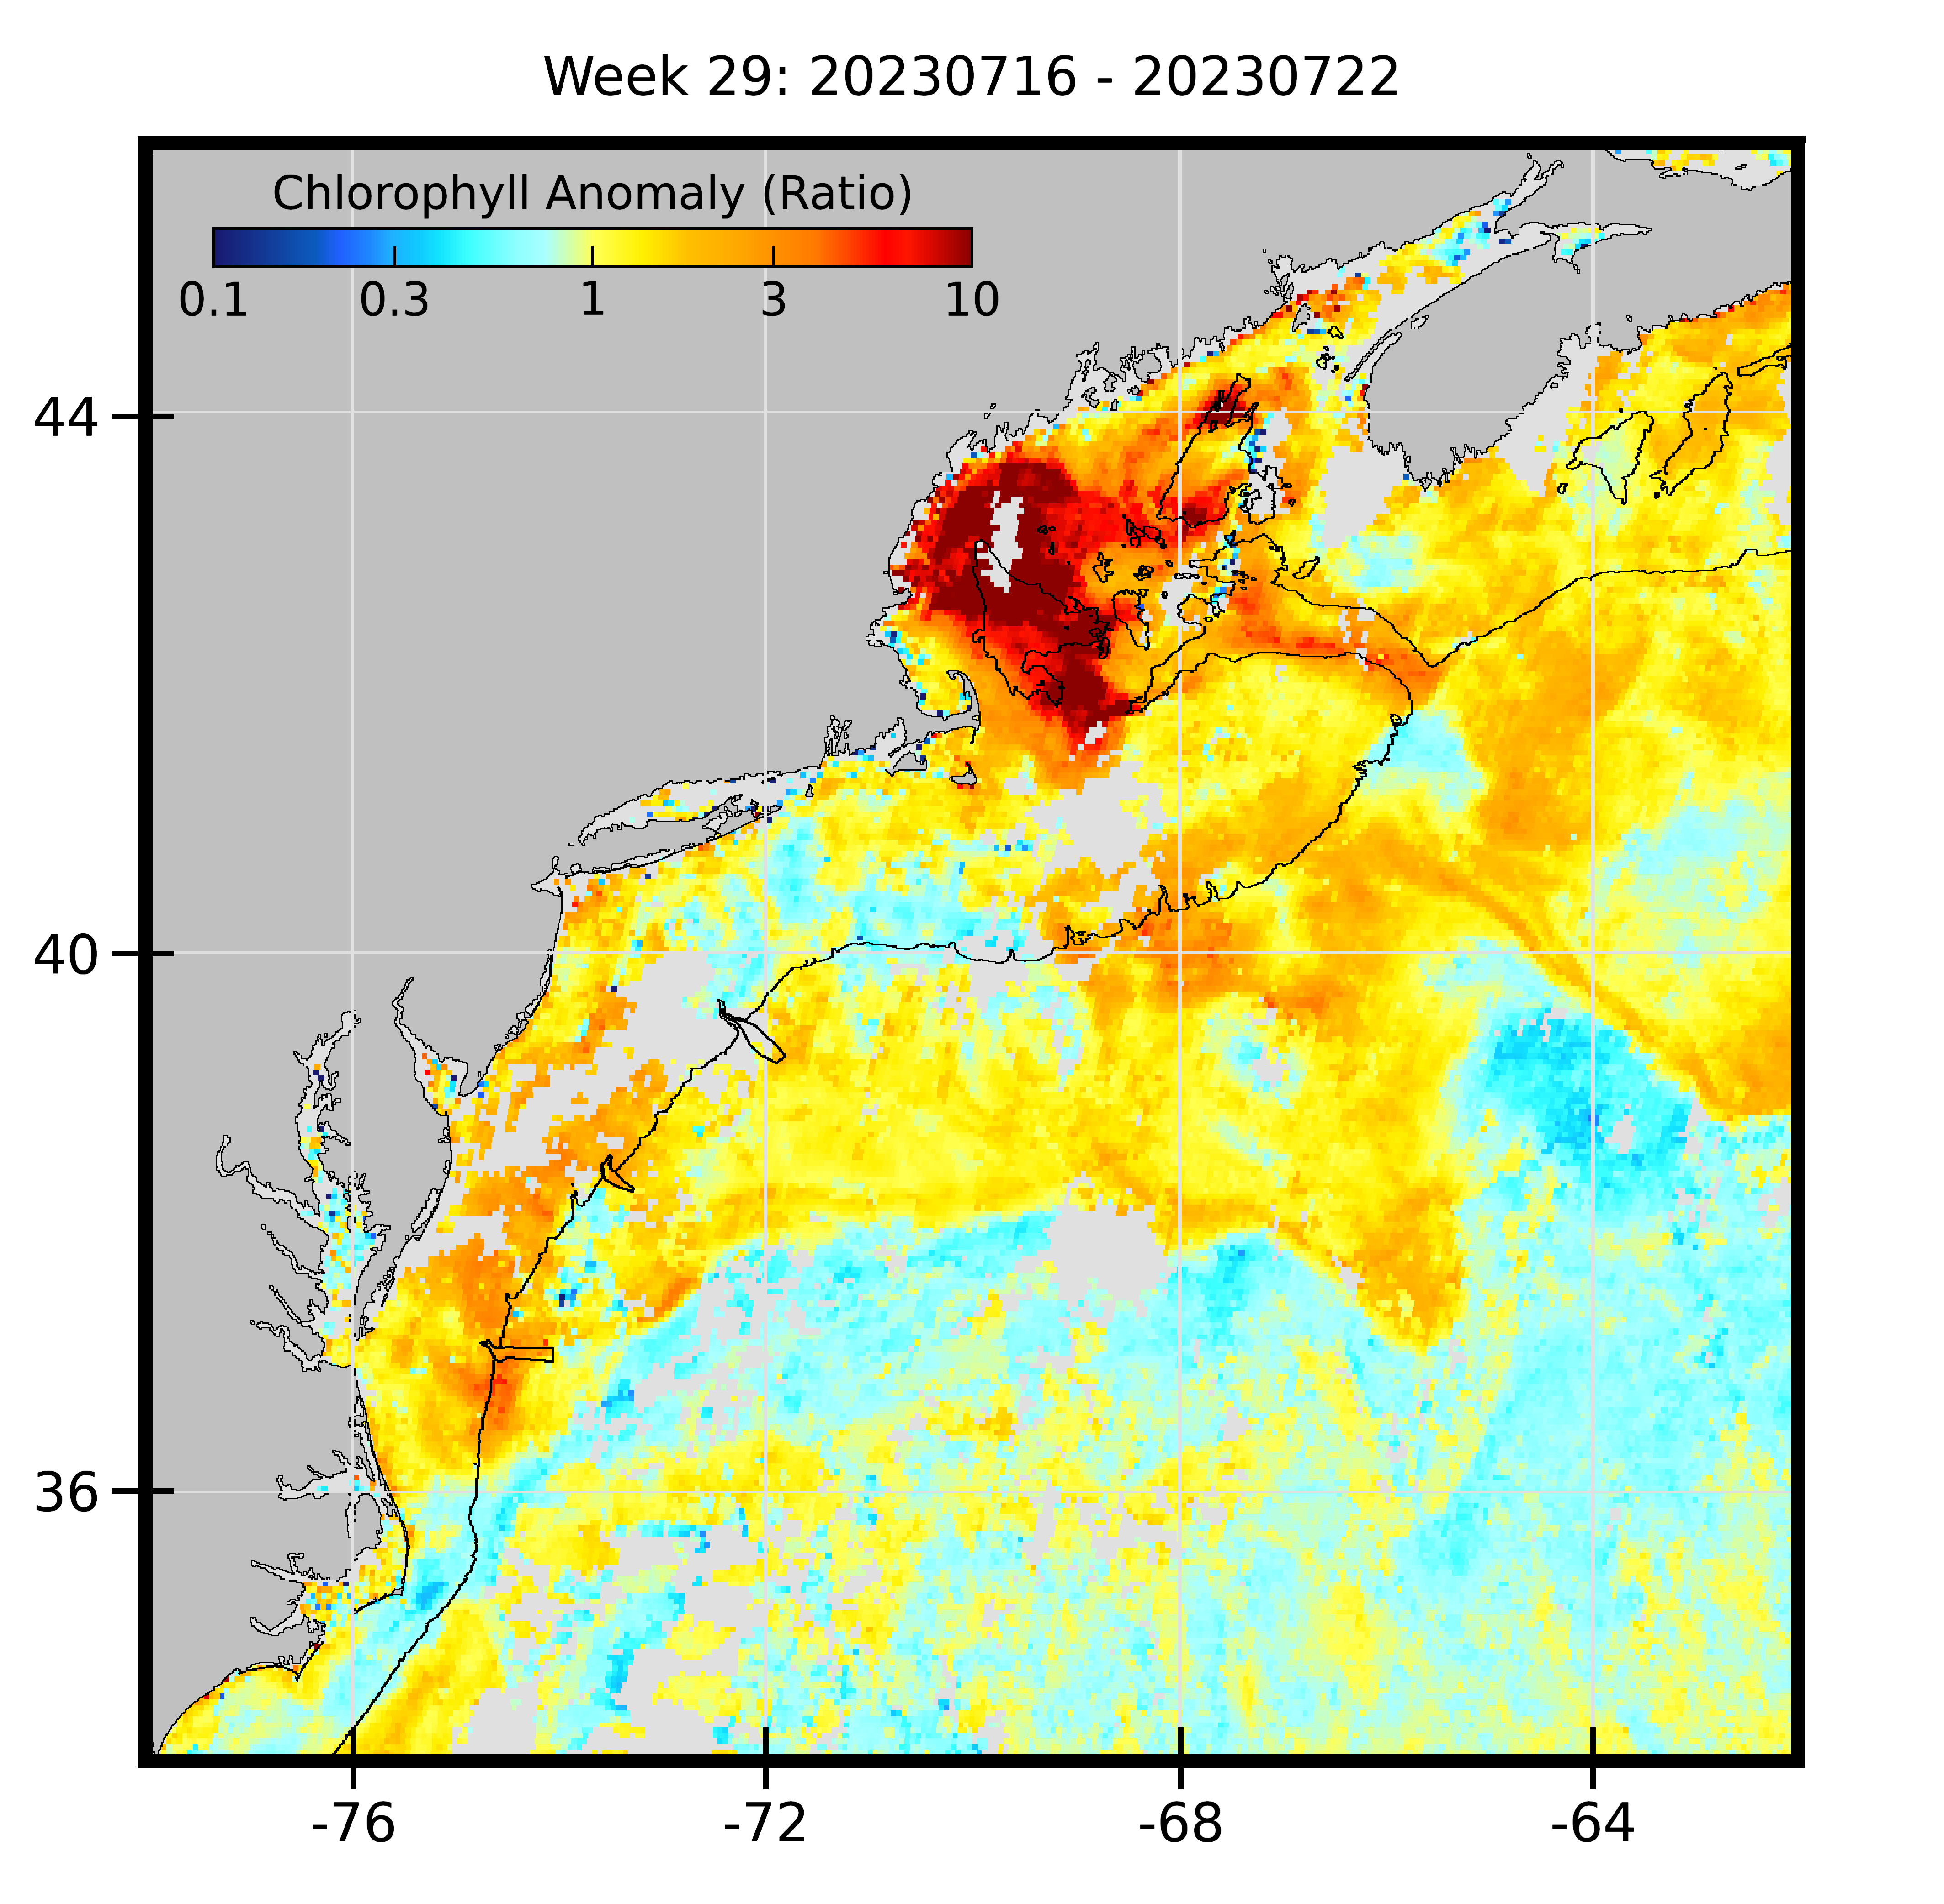 Week 29: 20230716 - 20230722
Chlorophyll Anomaly (Ratio)
0.1 0.3 1 3 10
44
40
36
-76 -72 -68 -64